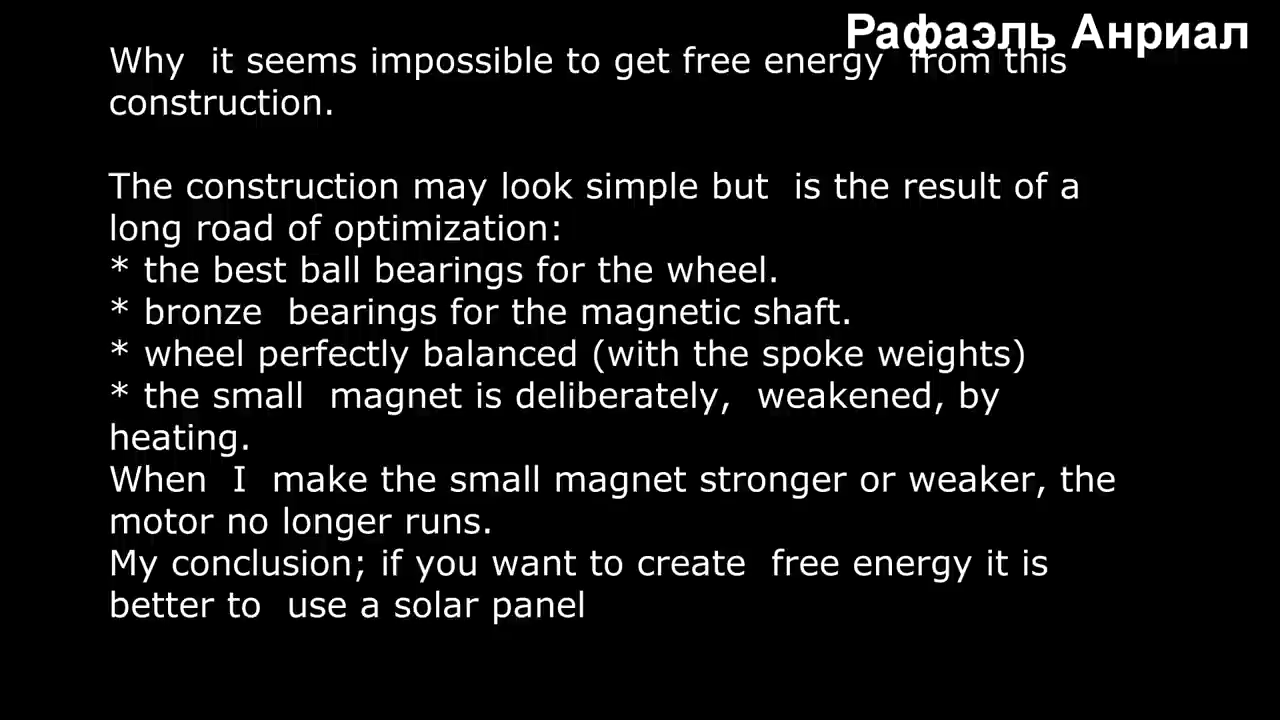 Рафаэль Анриал
Why it seems impossible to get free energy from this
construction.
The construction may look simple but is the result of a
long road of optimization:
* the best ball bearings for the wheel.
* bronze bearings for the magnetic shaft.
* wheel perfectly balanced (with the spoke weights)
* the small magnet is deliberately, weakened, by
heating.
When I make the small magnet stronger or weaker, the
motor no longer runs.
My conclusion; if you want to create free energy it is
better to use a solar panel